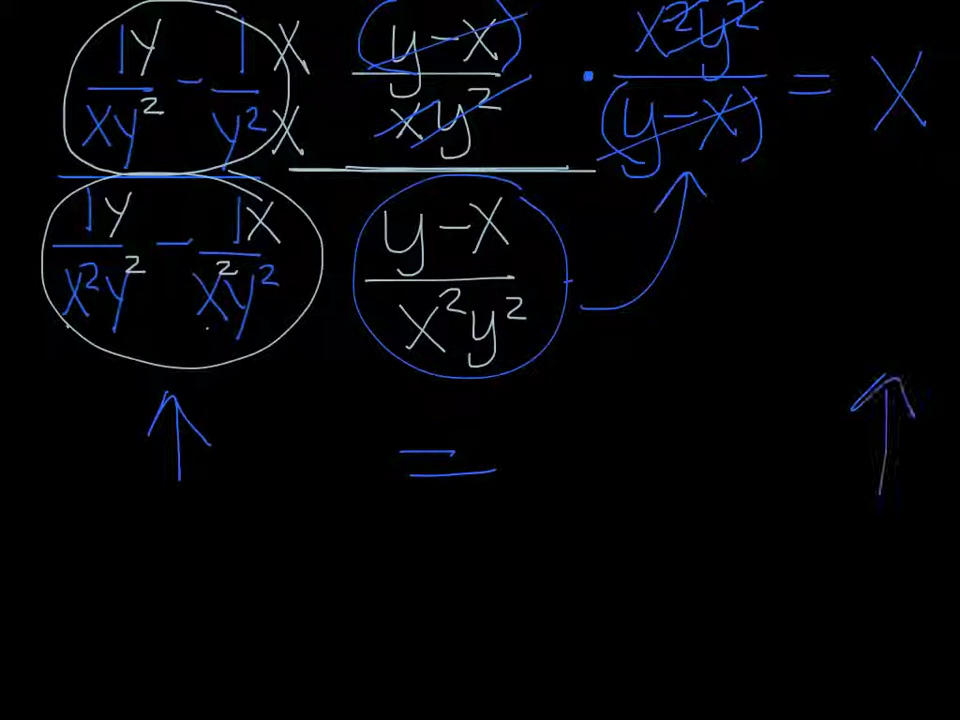 1y/xy² - 1x/y²x   (y-x)/xy² · x²y²/(y-x) = x
1y/x²y² - 1x/x²y²   y-x/x²y²
=